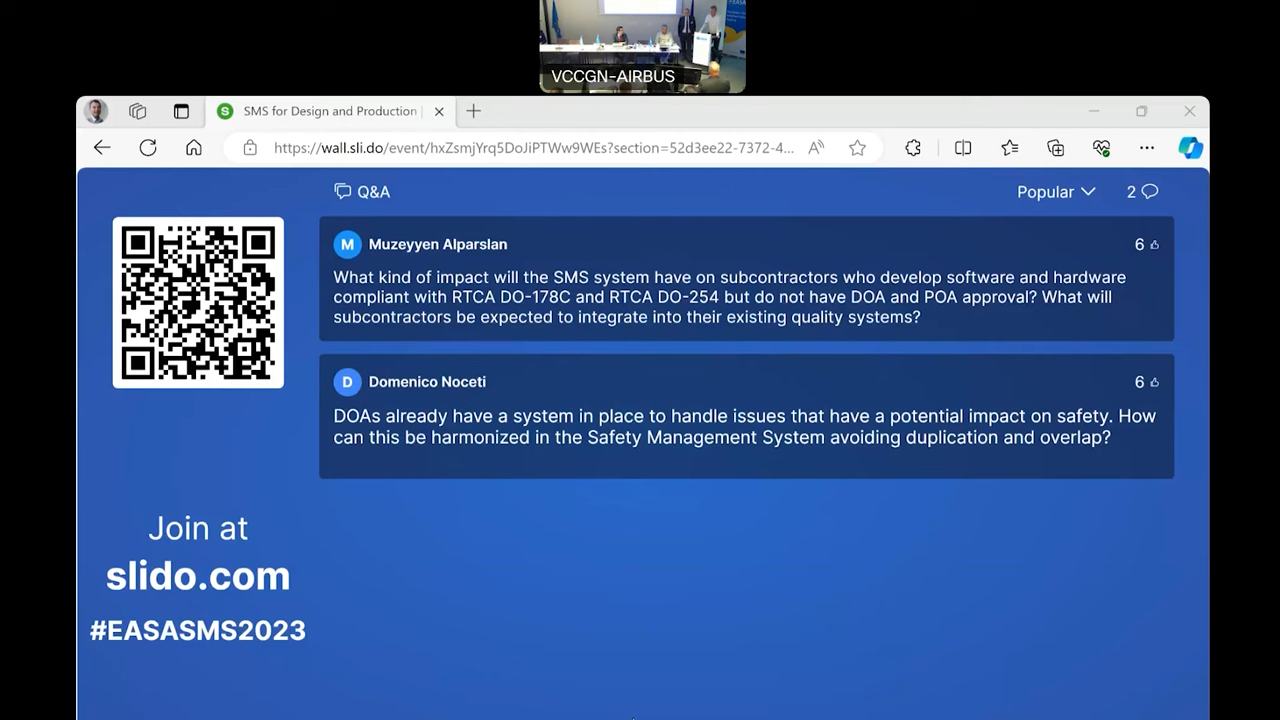 VCCGN-AIRBUS
SMS for Design and Production
https://wall.sli.do/event/hxZsmjYrq5DoJiPTWw9WEs?section=52d3ee22-7372-4...
Q&A
Popular
2
M
Muzeyyen Alparslan
6
What kind of impact will the SMS system have on subcontractors who develop software and hardware
compliant with RTCA DO-178C and RTCA DO-254 but do not have DOA and POA approval? What will
subcontractors be expected to integrate into their existing quality systems?
D
Domenico Noceti
6
DOAs already have a system in place to handle issues that have a potential impact on safety. How
can this be harmonized in the Safety Management System avoiding duplication and overlap?
Join at
slido.com
#EASASMS2023